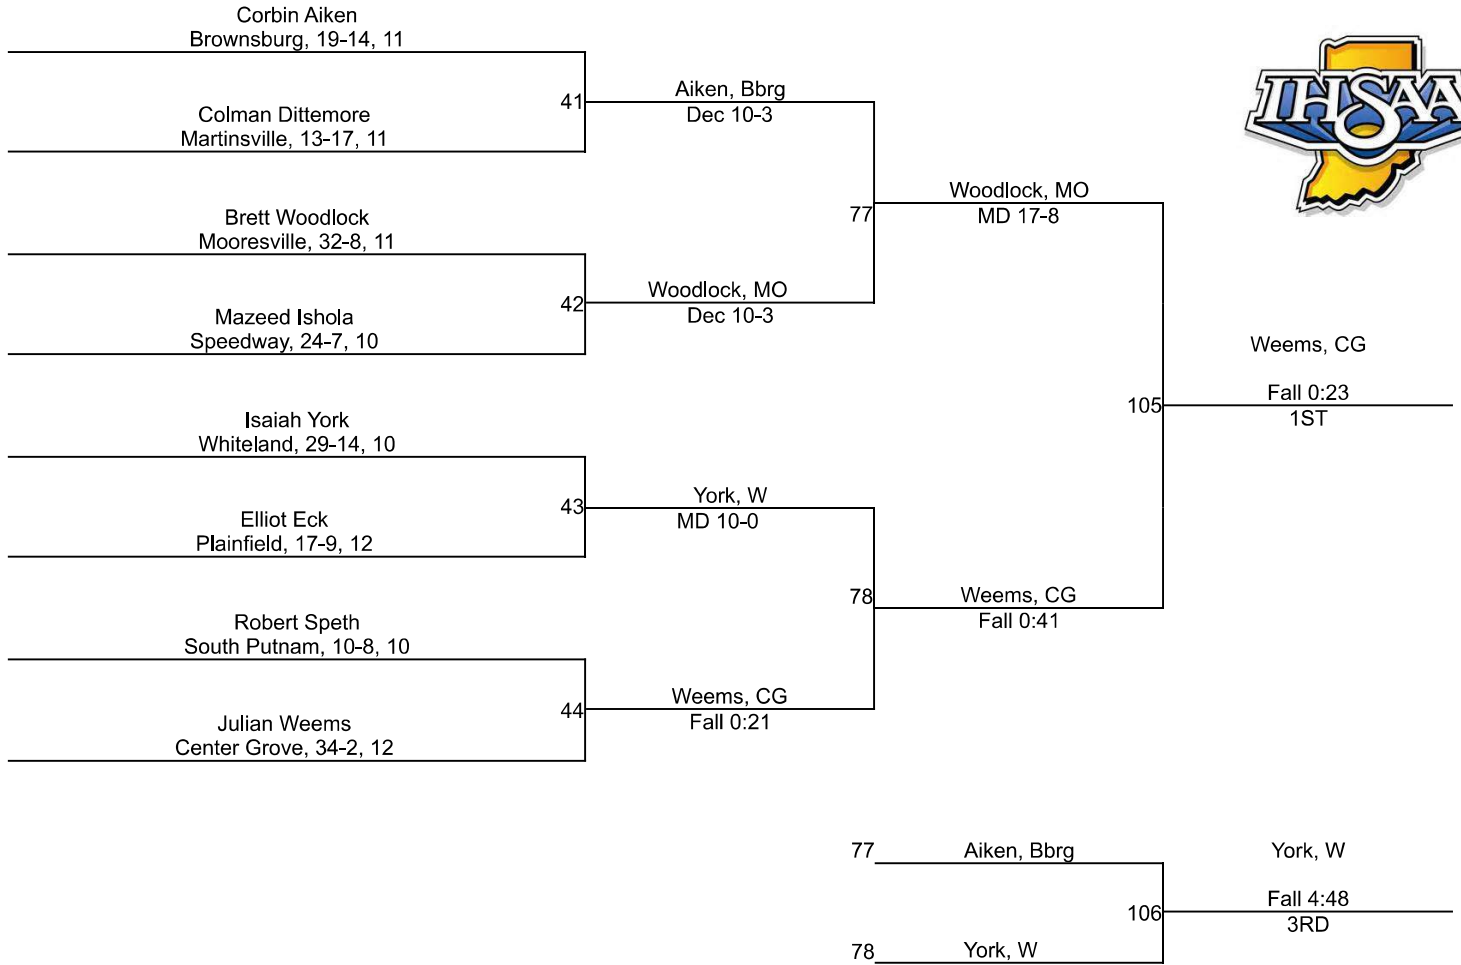 Corbin Aiken
Brownsburg, 19-14, 11
41
Aiken, Bbrg
Dec 10-3
Colman Dittemore
Martinsville, 13-17, 11
IHSAA
Woodlock, MO
MD 17-8
77
Brett Woodlock
Mooresville, 32-8, 11
42
Woodlock, MO
Dec 10-3
Mazeed Ishola
Speedway, 24-7, 10
Weems, CG
Fall 0:23
1ST
105
Isaiah York
Whiteland, 29-14, 10
43
York, W
MD 10-0
Elliot Eck
Plainfield, 17-9, 12
78
Weems, CG
Fall 0:41
Robert Speth
South Putnam, 10-8, 10
44
Weems, CG
Fall 0:21
Julian Weems
Center Grove, 34-2, 12
77
Aiken, Bbrg
York, W
106
Fall 4:48
3RD
78
York, W